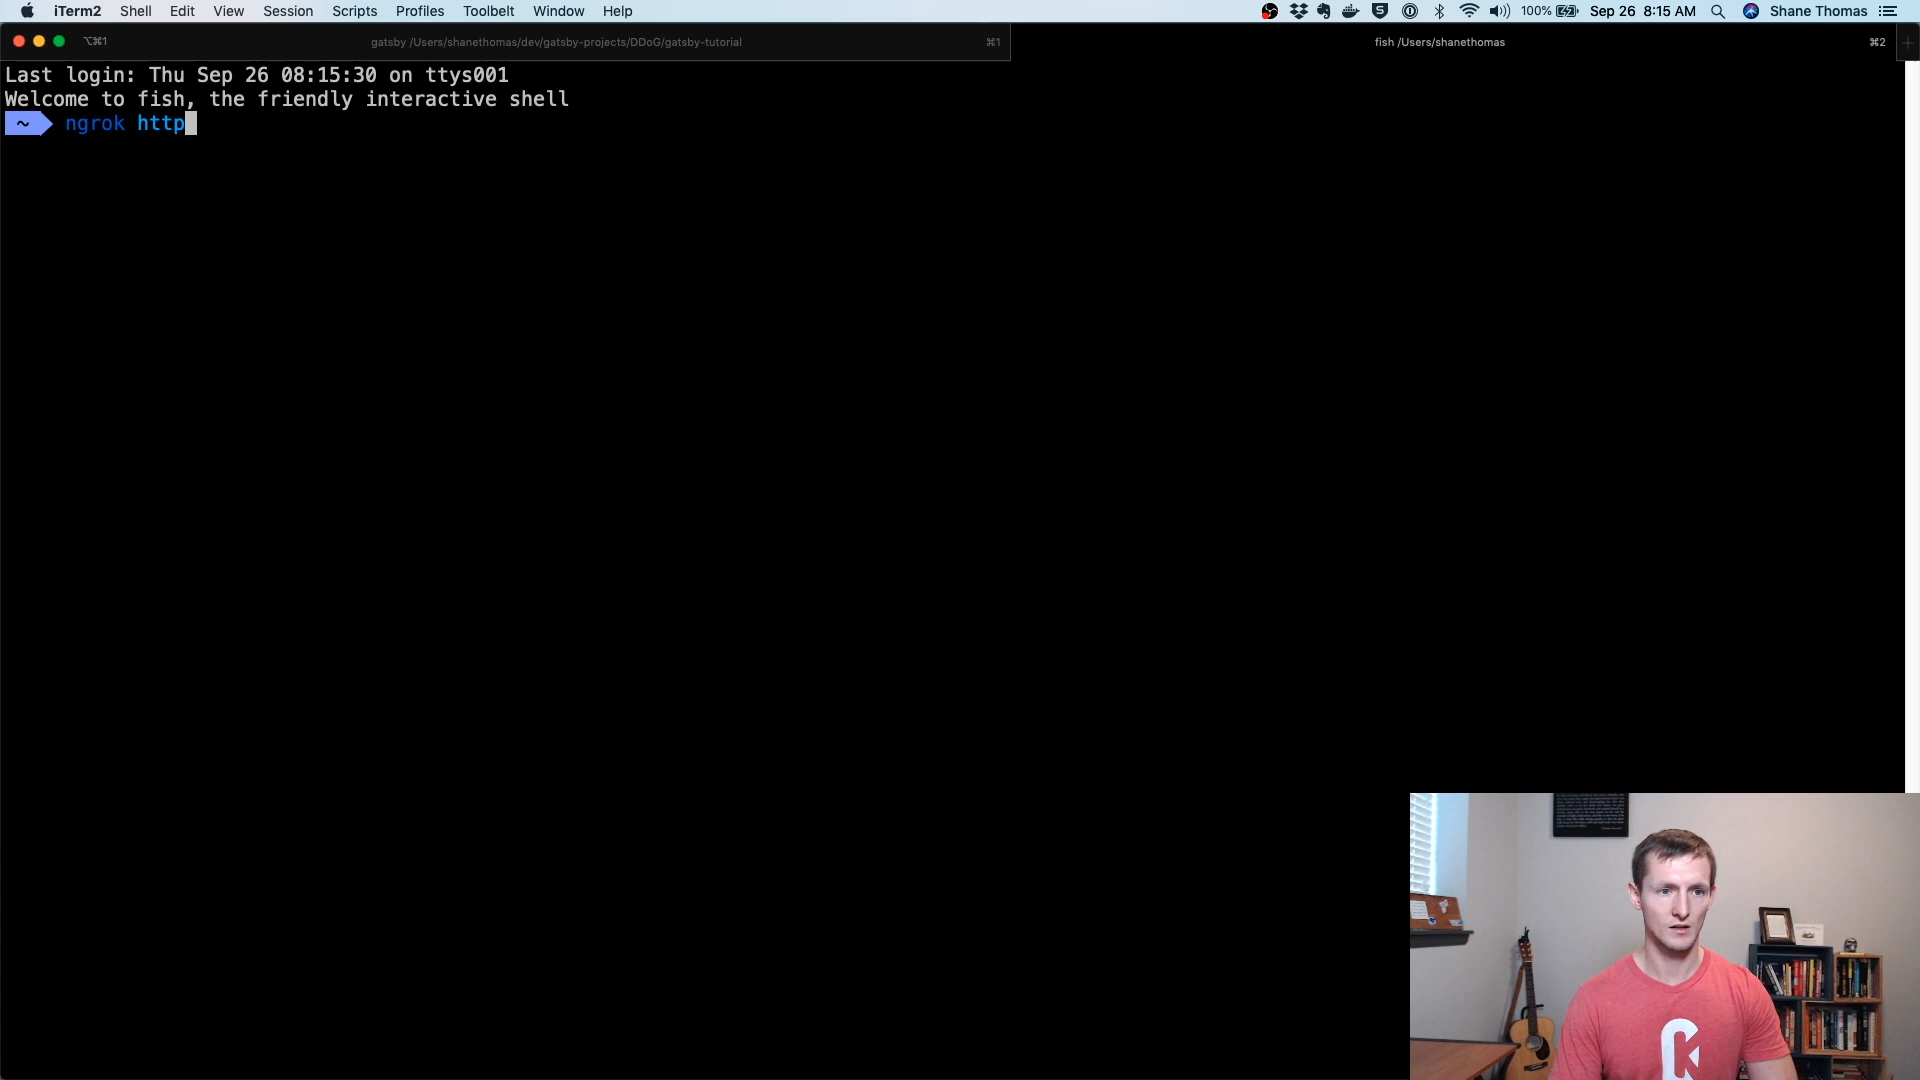 iTerm2 Shell Edit View Session Scripts Profiles Toolbelt Window Help 100% Sep 26 8:15 AM Shane Thomas
⌥⌘1 gatsby /Users/shanethomas/dev/gatsby-projects/DDoG/gatsby-tutorial ⌘1 fish /Users/shanethomas ⌘2
Last login: Thu Sep 26 08:15:30 on ttys001
Welcome to fish, the friendly interactive shell
~ ngrok http